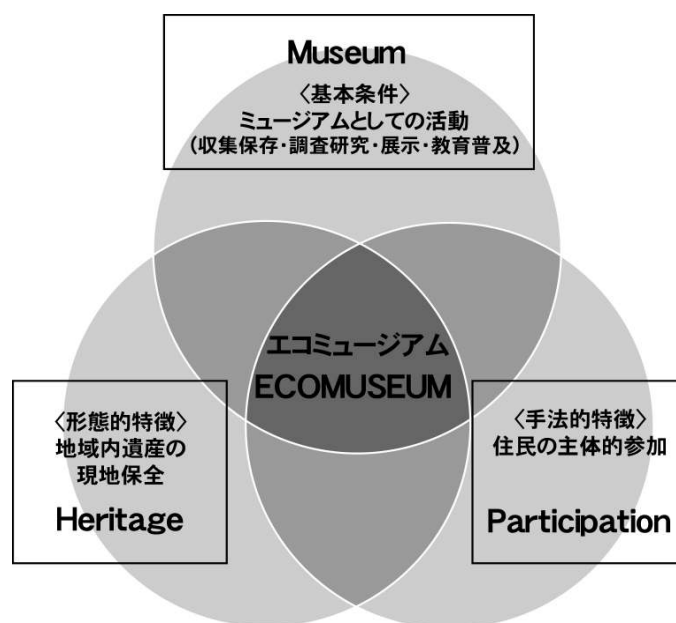 Museum
〈基本条件〉
ミュージアムとしての活動
（収集保存・調査研究・展示・教育普及）
エコミュージアム
ECOMUSEUM
〈形態的特徴〉
地域内遺産の
現地保全
Heritage
〈手法的特徴〉
住民の主体的参加
Participation